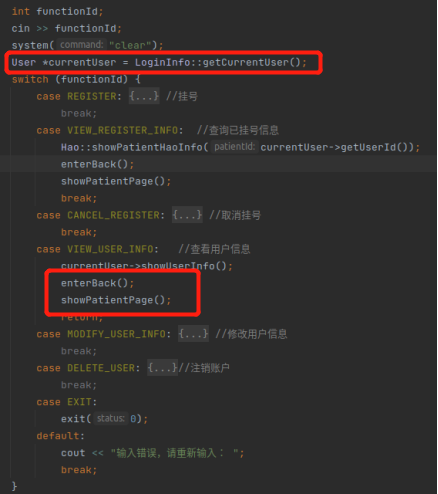 int functionId;
cin >> functionId;
system( command: "clear");
User *currentUser = LoginInfo::getCurrentUser();
switch (functionId) {
case REGISTER: {...} //挂号
break;
case VIEW_REGISTER_INFO: //查询已挂号信息
Hao::showPatientHaoInfo( patientId: currentUser->getUserId());
enterBack();
showPatientPage();
break;
case CANCEL_REGISTER: {...} //取消挂号
break;
case VIEW_USER_INFO: //查看用户信息
currentUser->showUserInfo();
enterBack();
showPatientPage();
return;
case MODIFY_USER_INFO: {...} //修改用户信息
break;
case DELETE_USER: {...}//注销账户
break;
case EXIT:
exit( status: 0);
default:
cout << "输入错误，请重新输入： ";
break;
}